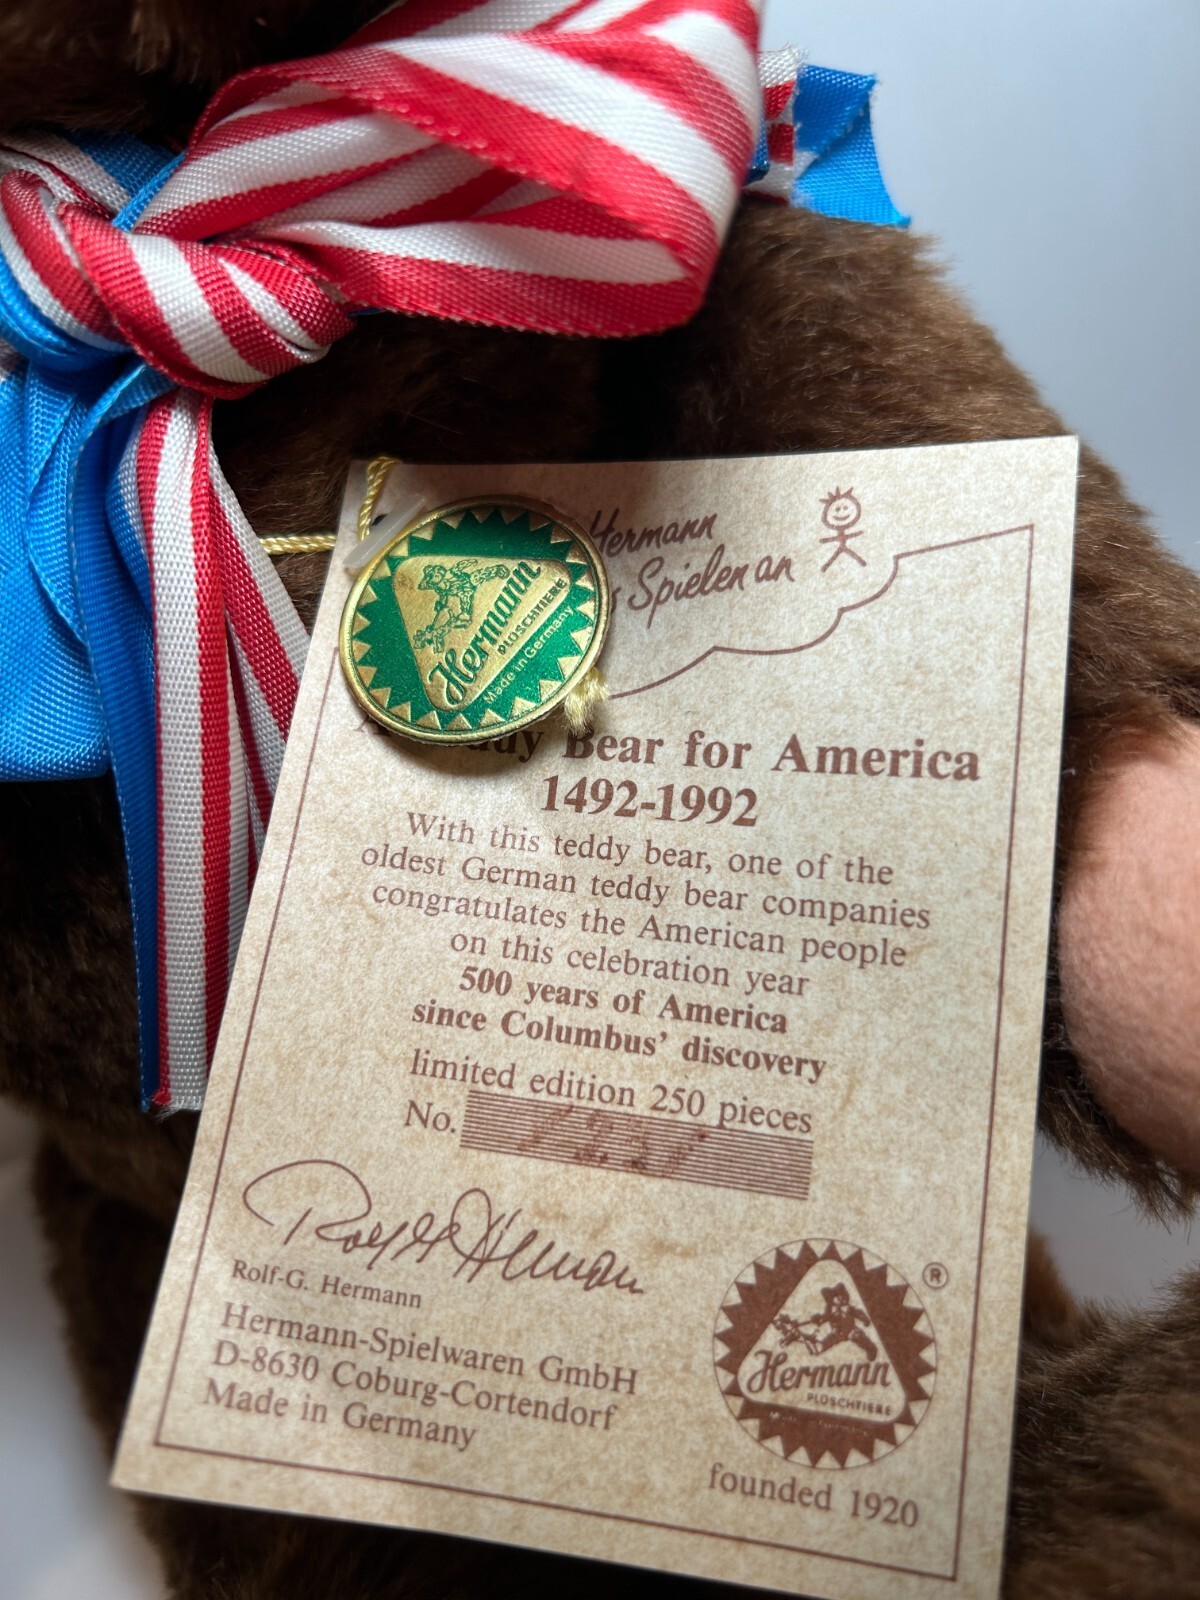 Hermann
Spielen an
Hermann
PLÜSCHTIERE
Made in Germany
Bear for America
1492-1992
With this teddy bear, one of the
oldest German teddy bear companies
congratulates the American people
on this celebration year
500 years of America
since Columbus' discovery
limited edition 250 pieces
No.
Rolf-G. Hermann
Hermann-Spielwaren GmbH
D-8630 Coburg-Cortendorf
Made in Germany
Hermann
PLÜSCHTIERE
®
founded 1920